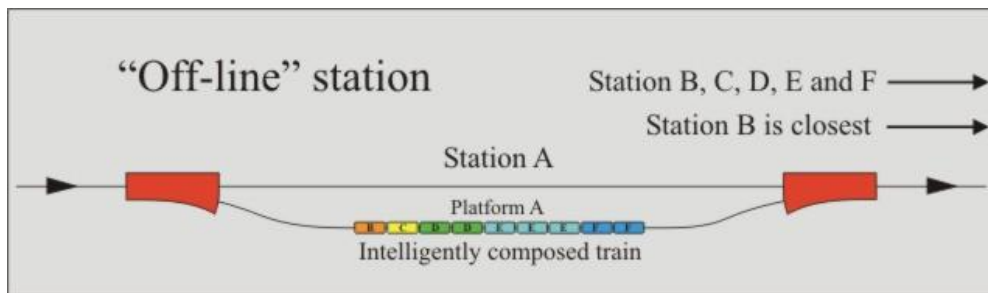 “Off-line” station
Station B, C, D, E and F
Station B is closest
Station A
Platform A
B C D D E E E F F
Intelligently composed train